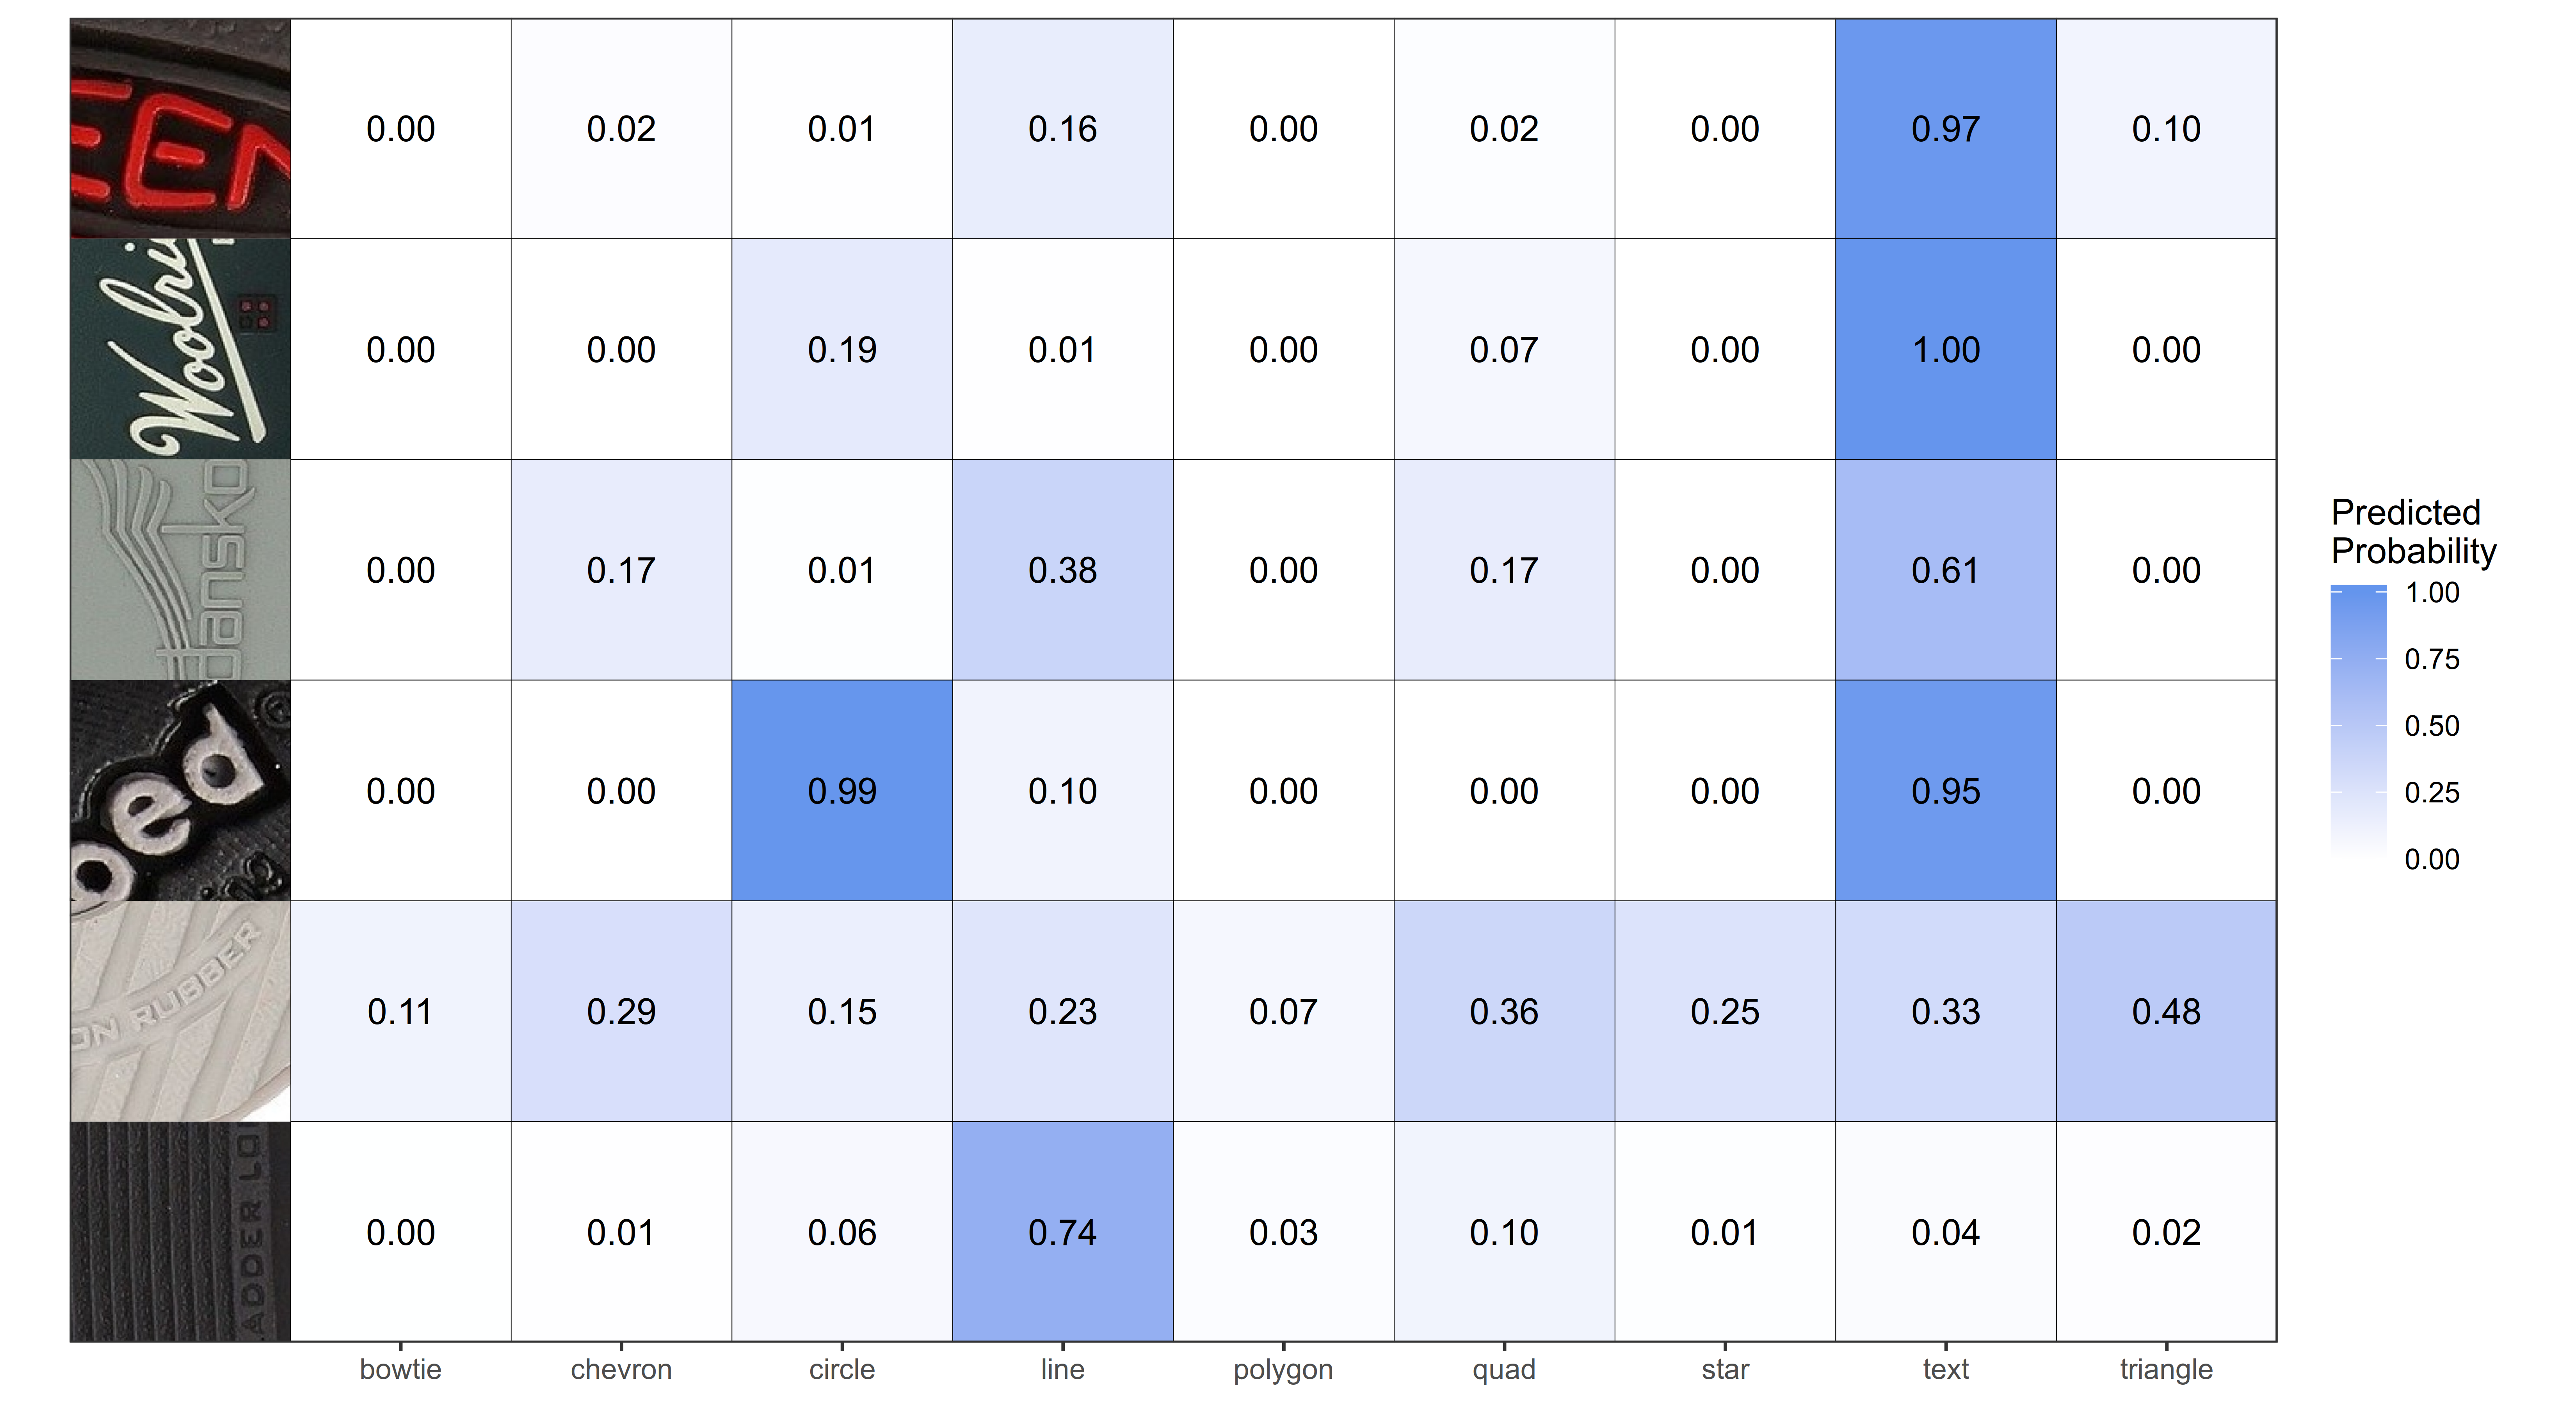 EEN
0.00 0.02 0.01 0.16 0.00 0.02 0.00 0.97 0.10
Woolri
0.00 0.00 0.19 0.01 0.00 0.07 0.00 1.00 0.00
dansko
0.00 0.17 0.01 0.38 0.00 0.17 0.00 0.61 0.00
oed
®
0.00 0.00 0.99 0.10 0.00 0.00 0.00 0.95 0.00
ON RUBBER
0.11 0.29 0.15 0.23 0.07 0.36 0.25 0.33 0.48
ADDER LO
0.00 0.01 0.06 0.74 0.03 0.10 0.01 0.04 0.02
bowtie chevron circle line polygon quad star text triangle
Predicted
Probability
1.00
0.75
0.50
0.25
0.00